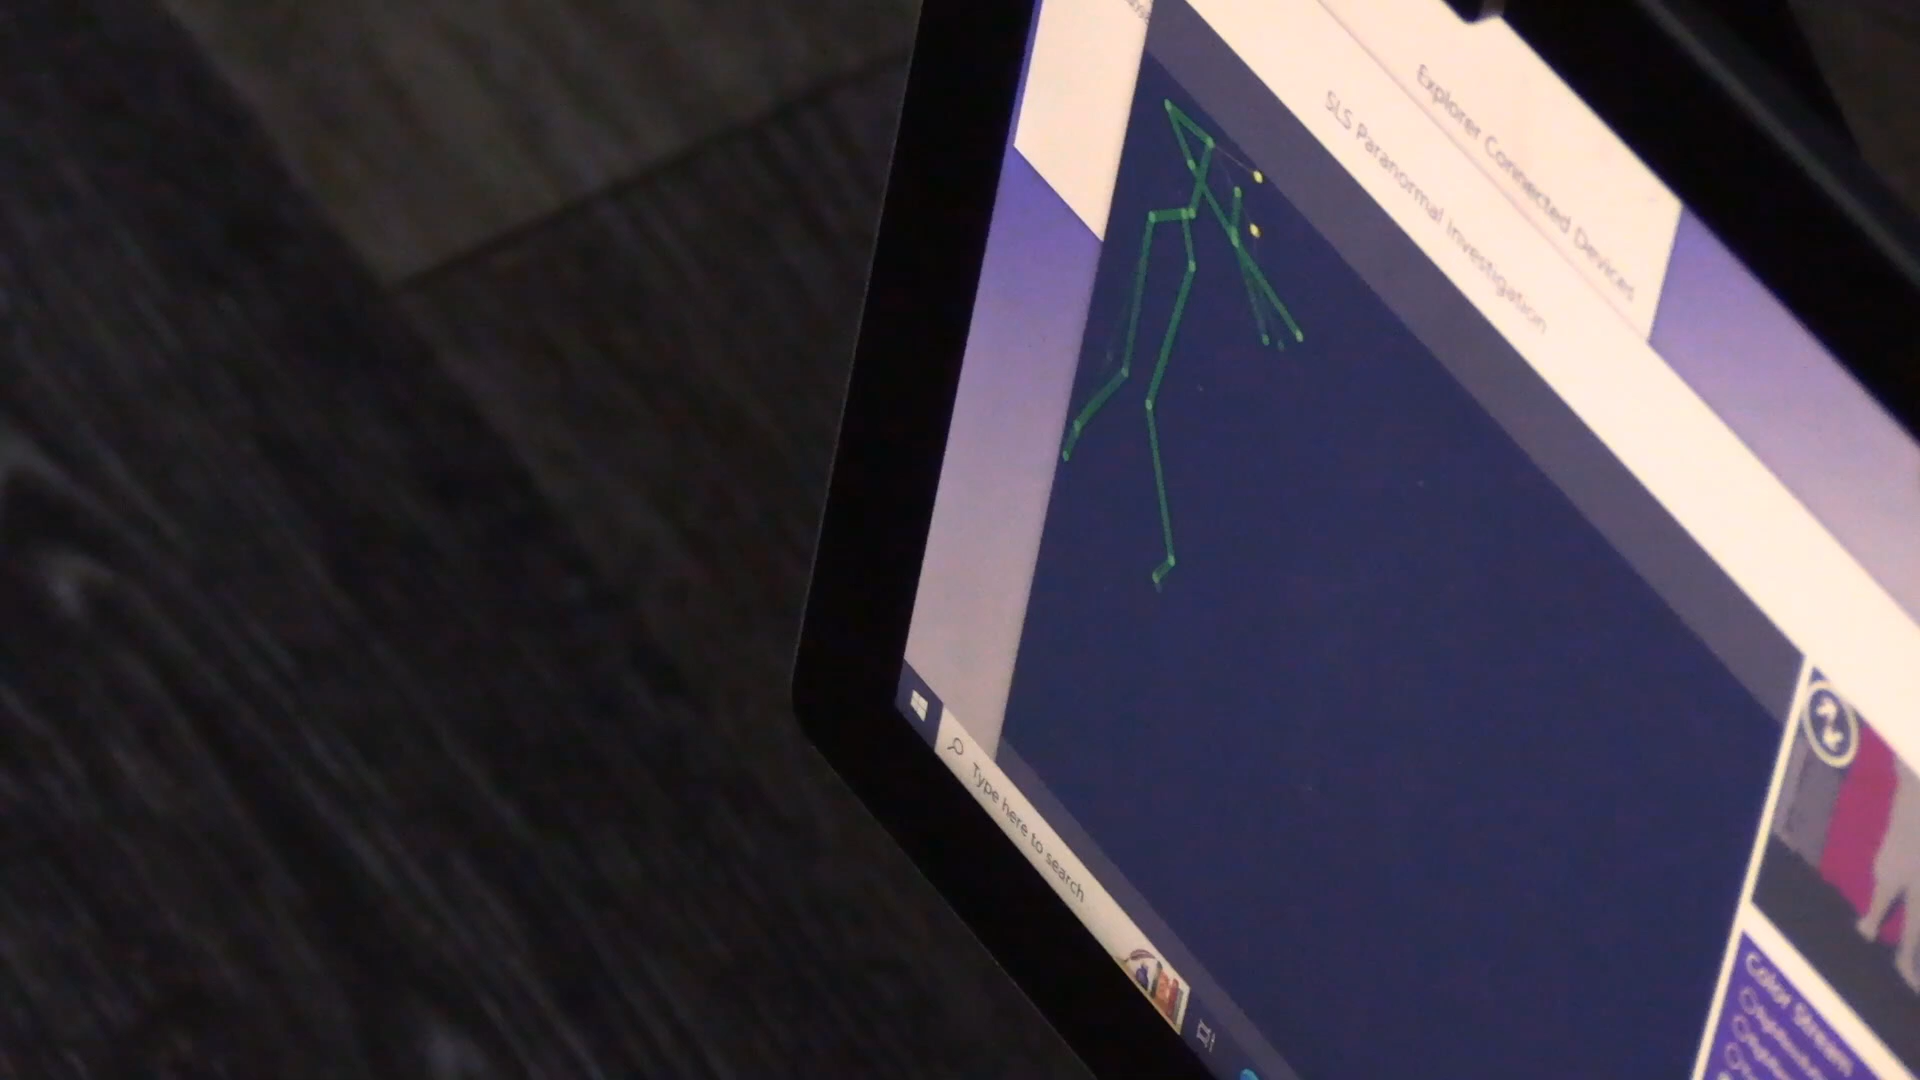 Explorer Connected Devices
SLS Paranormal Investigation
Color Stream
Type here to search